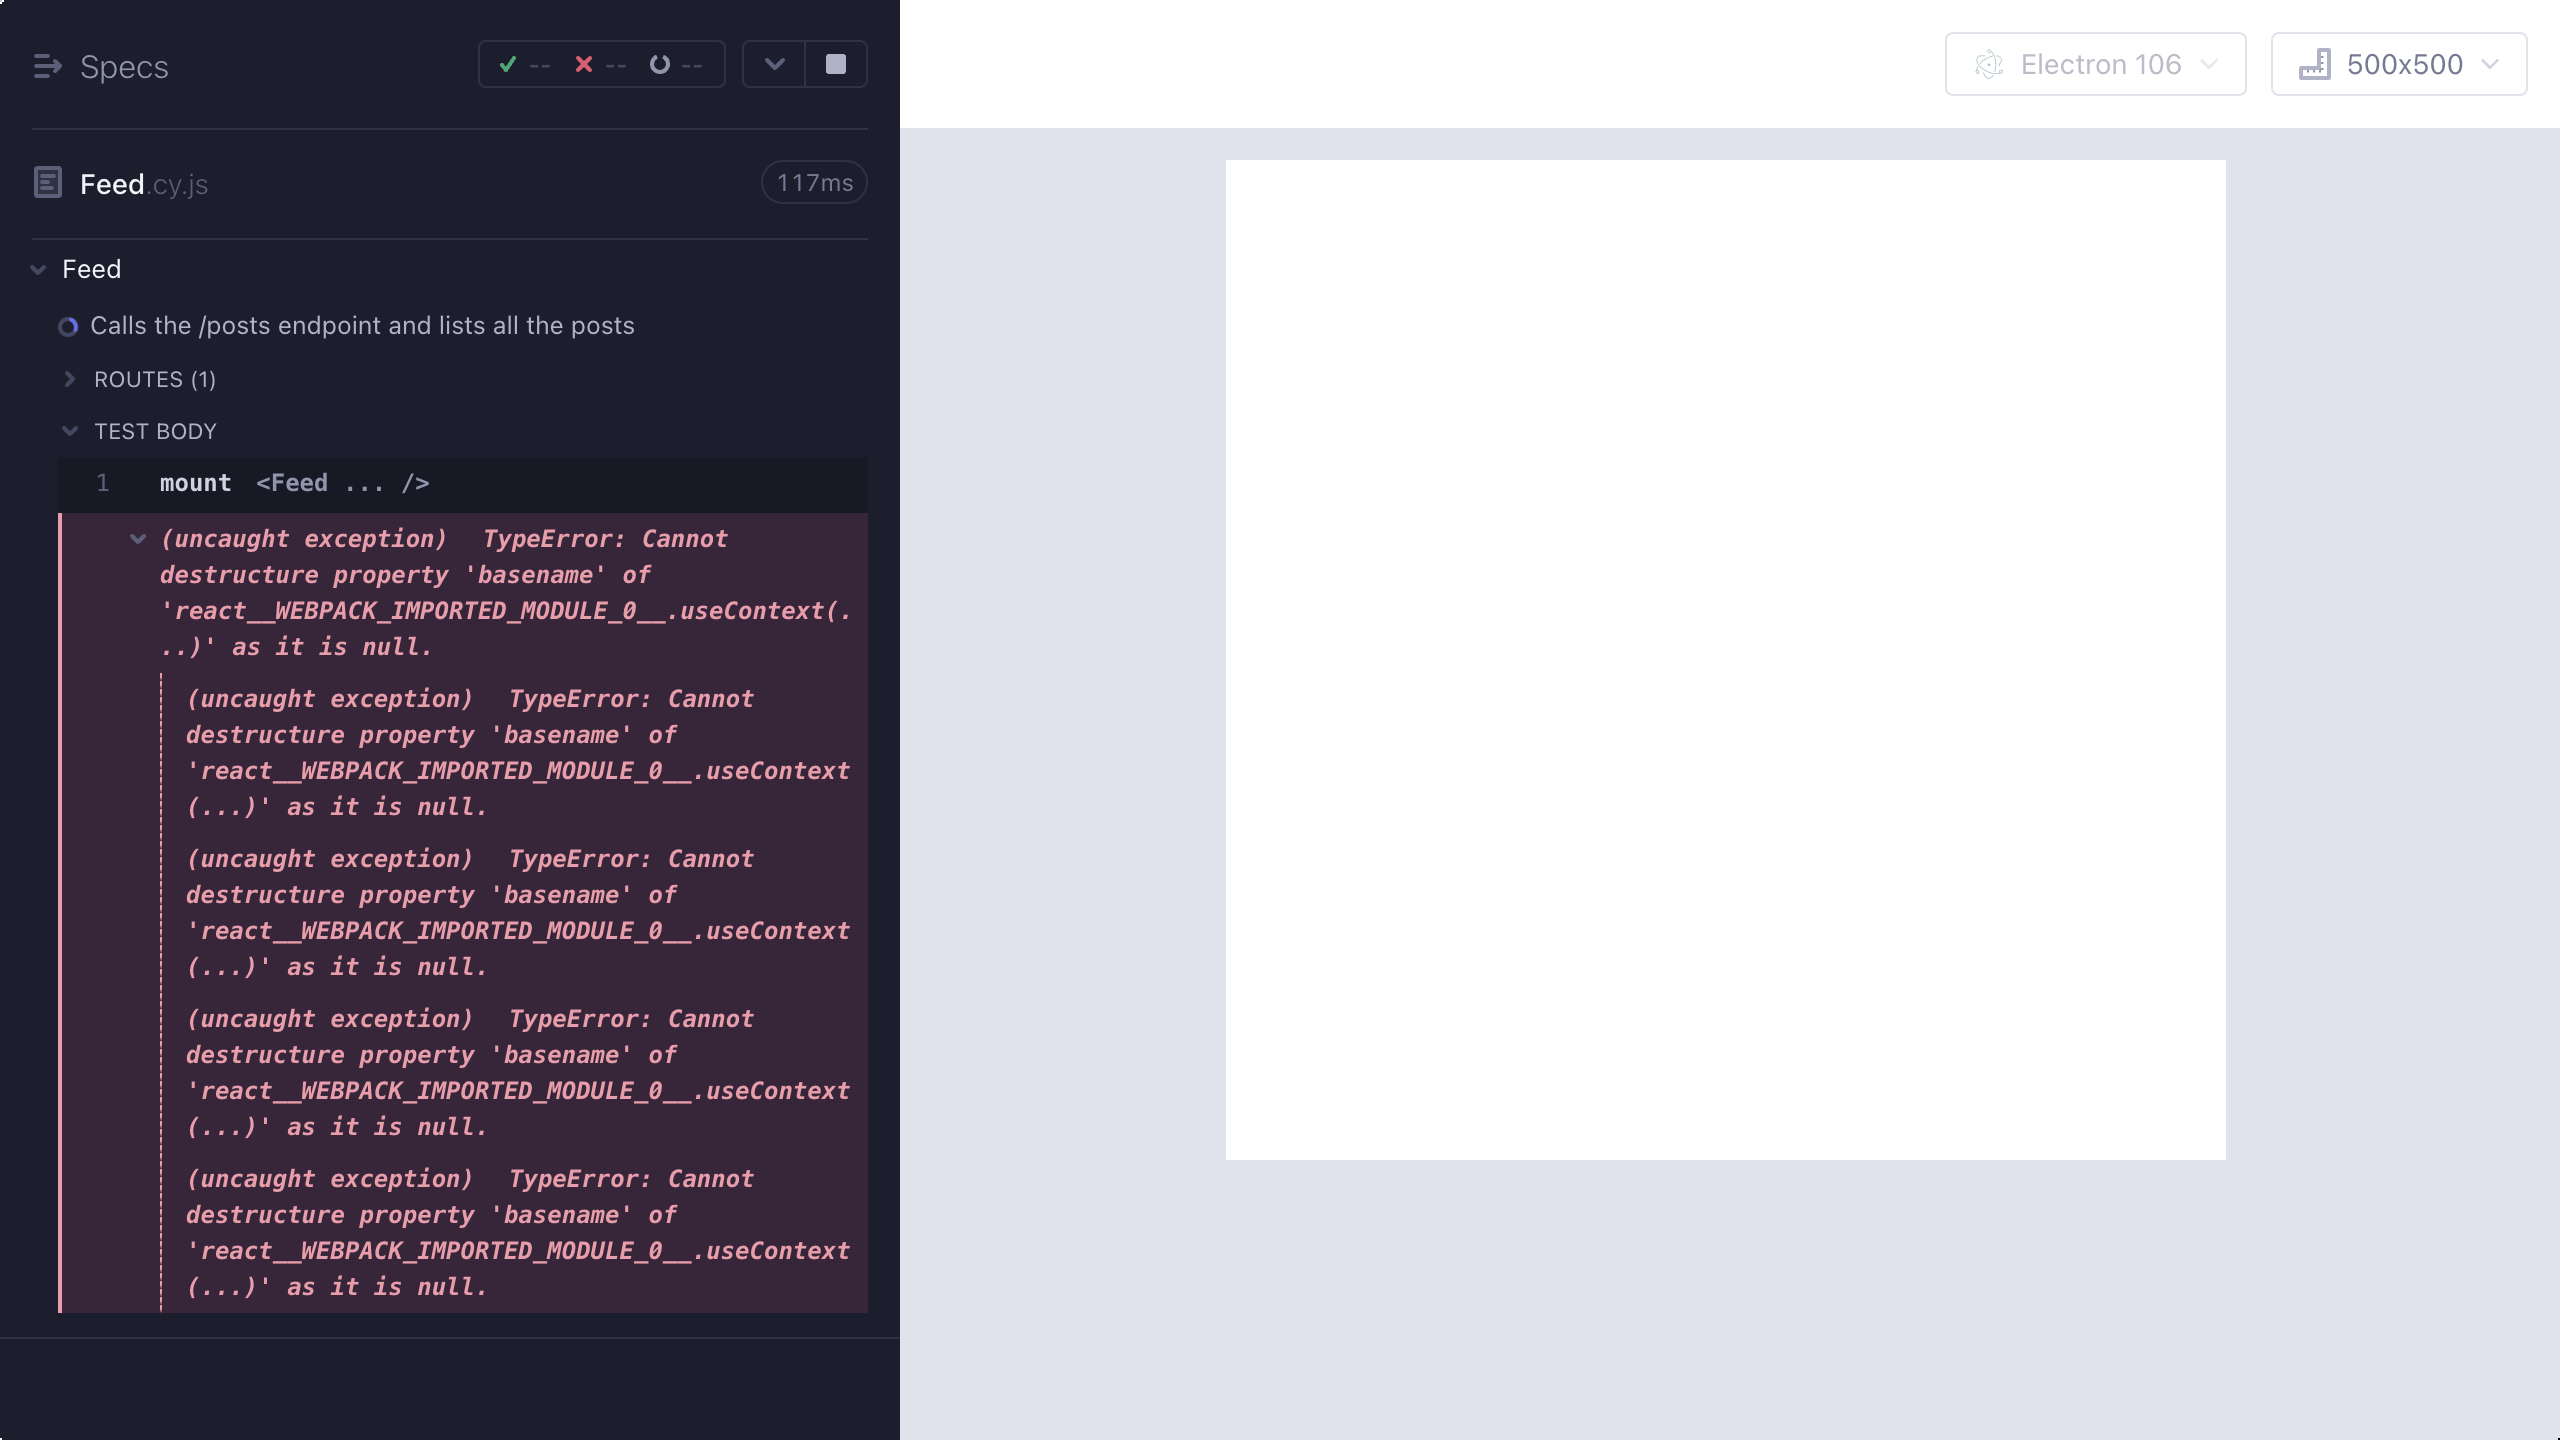 Specs
-- -- --
Electron 106
500x500
Feed.cy.js
117ms
Feed
Calls the /posts endpoint and lists all the posts
ROUTES (1)
TEST BODY
1 mount <Feed ... />
(uncaught exception) TypeError: Cannot
destructure property 'basename' of
'react__WEBPACK_IMPORTED_MODULE_0__.useContext(.
..)' as it is null.
(uncaught exception) TypeError: Cannot
destructure property 'basename' of
'react__WEBPACK_IMPORTED_MODULE_0__.useContext
(...)' as it is null.
(uncaught exception) TypeError: Cannot
destructure property 'basename' of
'react__WEBPACK_IMPORTED_MODULE_0__.useContext
(...)' as it is null.
(uncaught exception) TypeError: Cannot
destructure property 'basename' of
'react__WEBPACK_IMPORTED_MODULE_0__.useContext
(...)' as it is null.
(uncaught exception) TypeError: Cannot
destructure property 'basename' of
'react__WEBPACK_IMPORTED_MODULE_0__.useContext
(...)' as it is null.